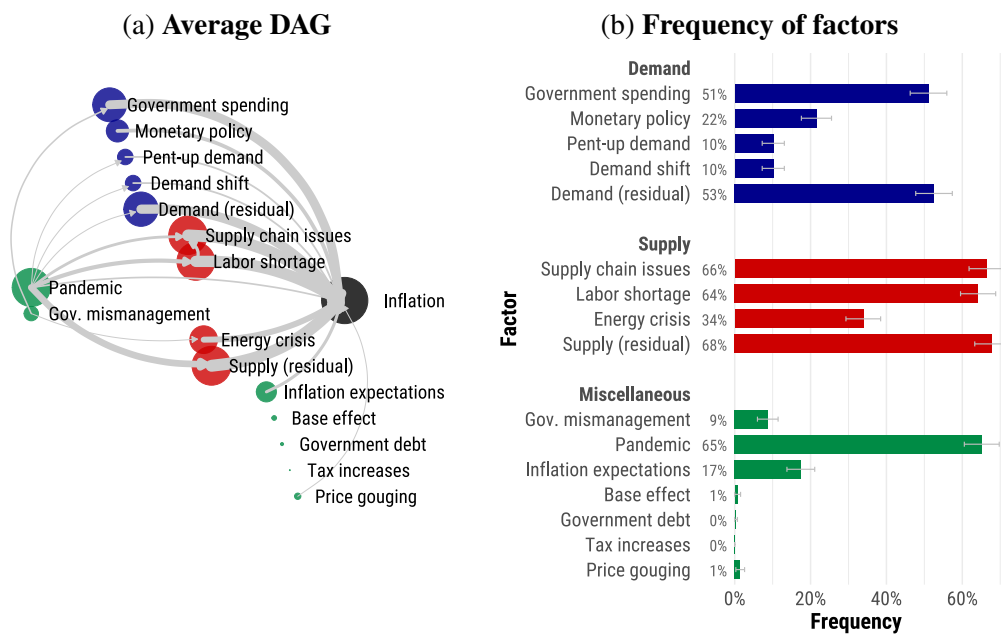 (a) Average DAG
Government spending
Monetary policy
Pent-up demand
Demand shift
Demand (residual)
Supply chain issues
Labor shortage
Pandemic
Inflation
Gov. mismanagement
Energy crisis
Supply (residual)
Inflation expectations
Base effect
Government debt
Tax increases
Price gouging
(b) Frequency of factors
Factor
Demand
Government spending 51%
Monetary policy 22%
Pent-up demand 10%
Demand shift 10%
Demand (residual) 53%
Supply
Supply chain issues 66%
Labor shortage 64%
Energy crisis 34%
Supply (residual) 68%
Miscellaneous
Gov. mismanagement 9%
Pandemic 65%
Inflation expectations 17%
Base effect 1%
Government debt 0%
Tax increases 0%
Price gouging 1%
0% 20% 40% 60%
Frequency